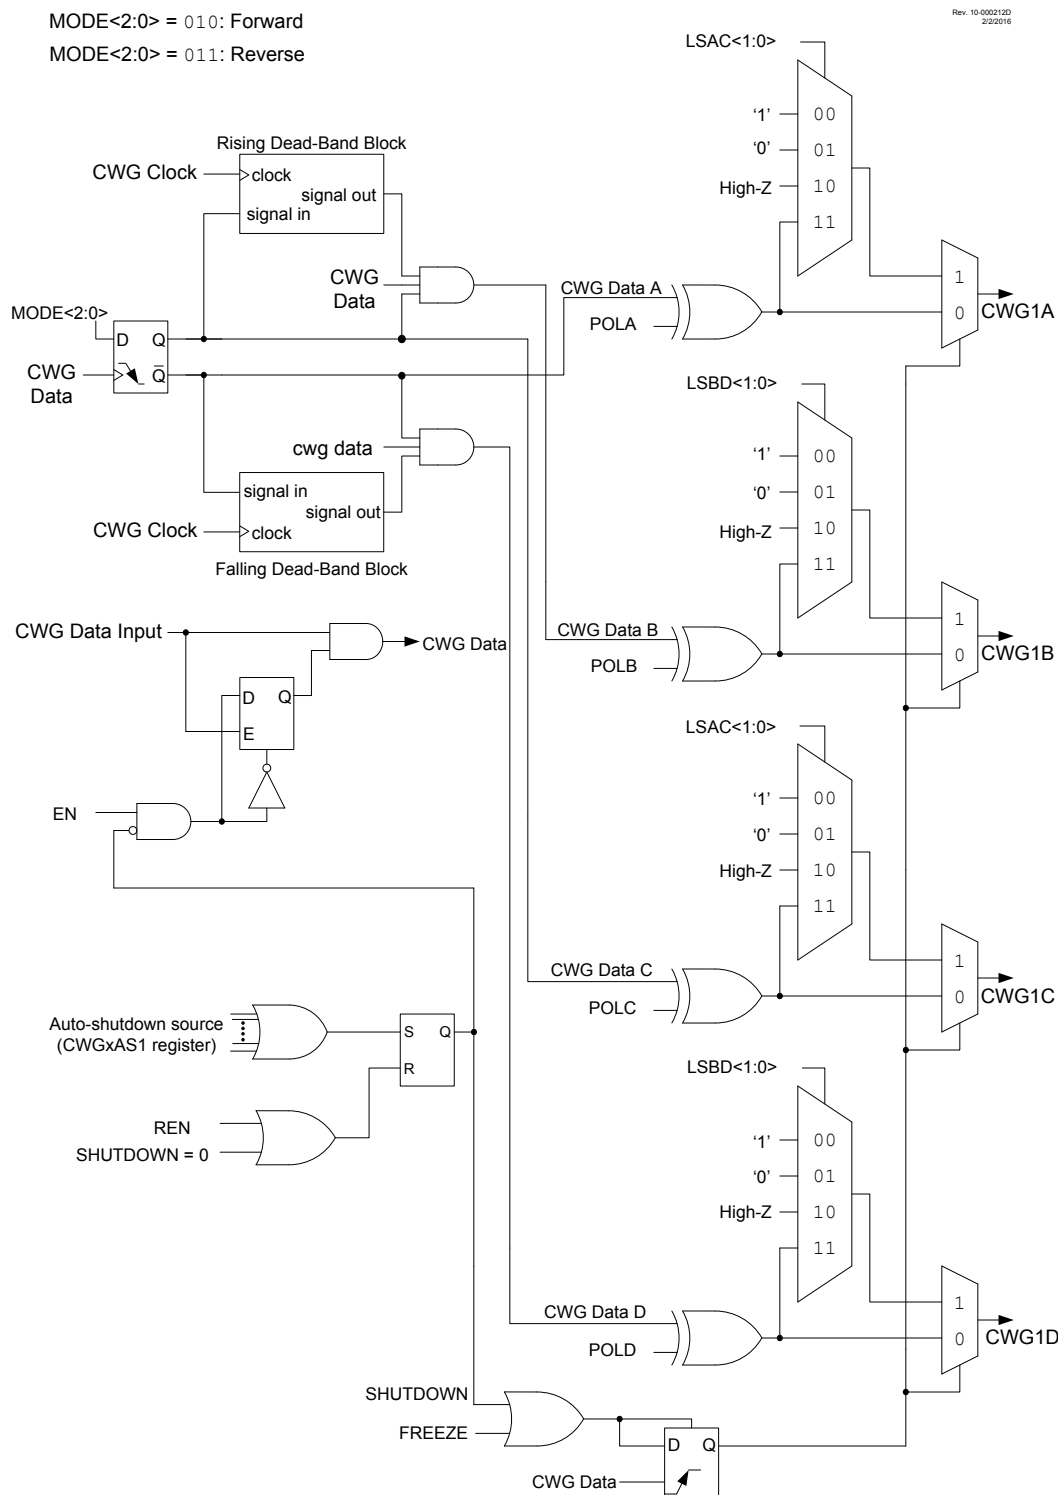 MODE<2:0> = 010: Forward
MODE<2:0> = 011: Reverse
Rev. 10-000212D
2/2/2016
LSAC<1:0>
'1'
00
'0'
01
High-Z
10
11
1
0
CWG1A
Rising Dead-Band Block
CWG Clock
clock
signal out
signal in
CWG
Data
CWG Data A
POLA
MODE<2:0>
D
Q
CWG
Data
Q
cwg data
signal in
signal out
CWG Clock
clock
Falling Dead-Band Block
LSBD<1:0>
'1'
00
'0'
01
High-Z
10
11
1
0
CWG1B
CWG Data B
POLB
CWG Data Input
CWG Data
D
Q
E
EN
LSAC<1:0>
'1'
00
'0'
01
High-Z
10
11
1
0
CWG1C
CWG Data C
POLC
Auto-shutdown source
(CWGxAS1 register)
S
Q
R
REN
SHUTDOWN = 0
LSBD<1:0>
'1'
00
'0'
01
High-Z
10
11
1
0
CWG1D
CWG Data D
POLD
SHUTDOWN
FREEZE
D
Q
CWG Data